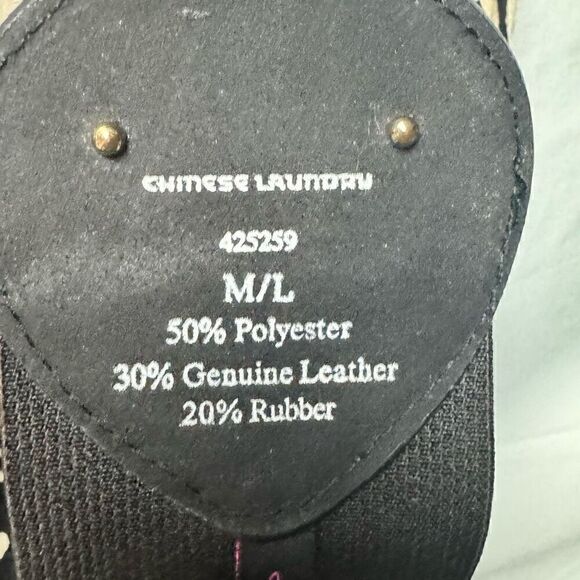 CHINESE LAUNDRY
425259
M/L
50% Polyester
30% Genuine Leather
20% Rubber